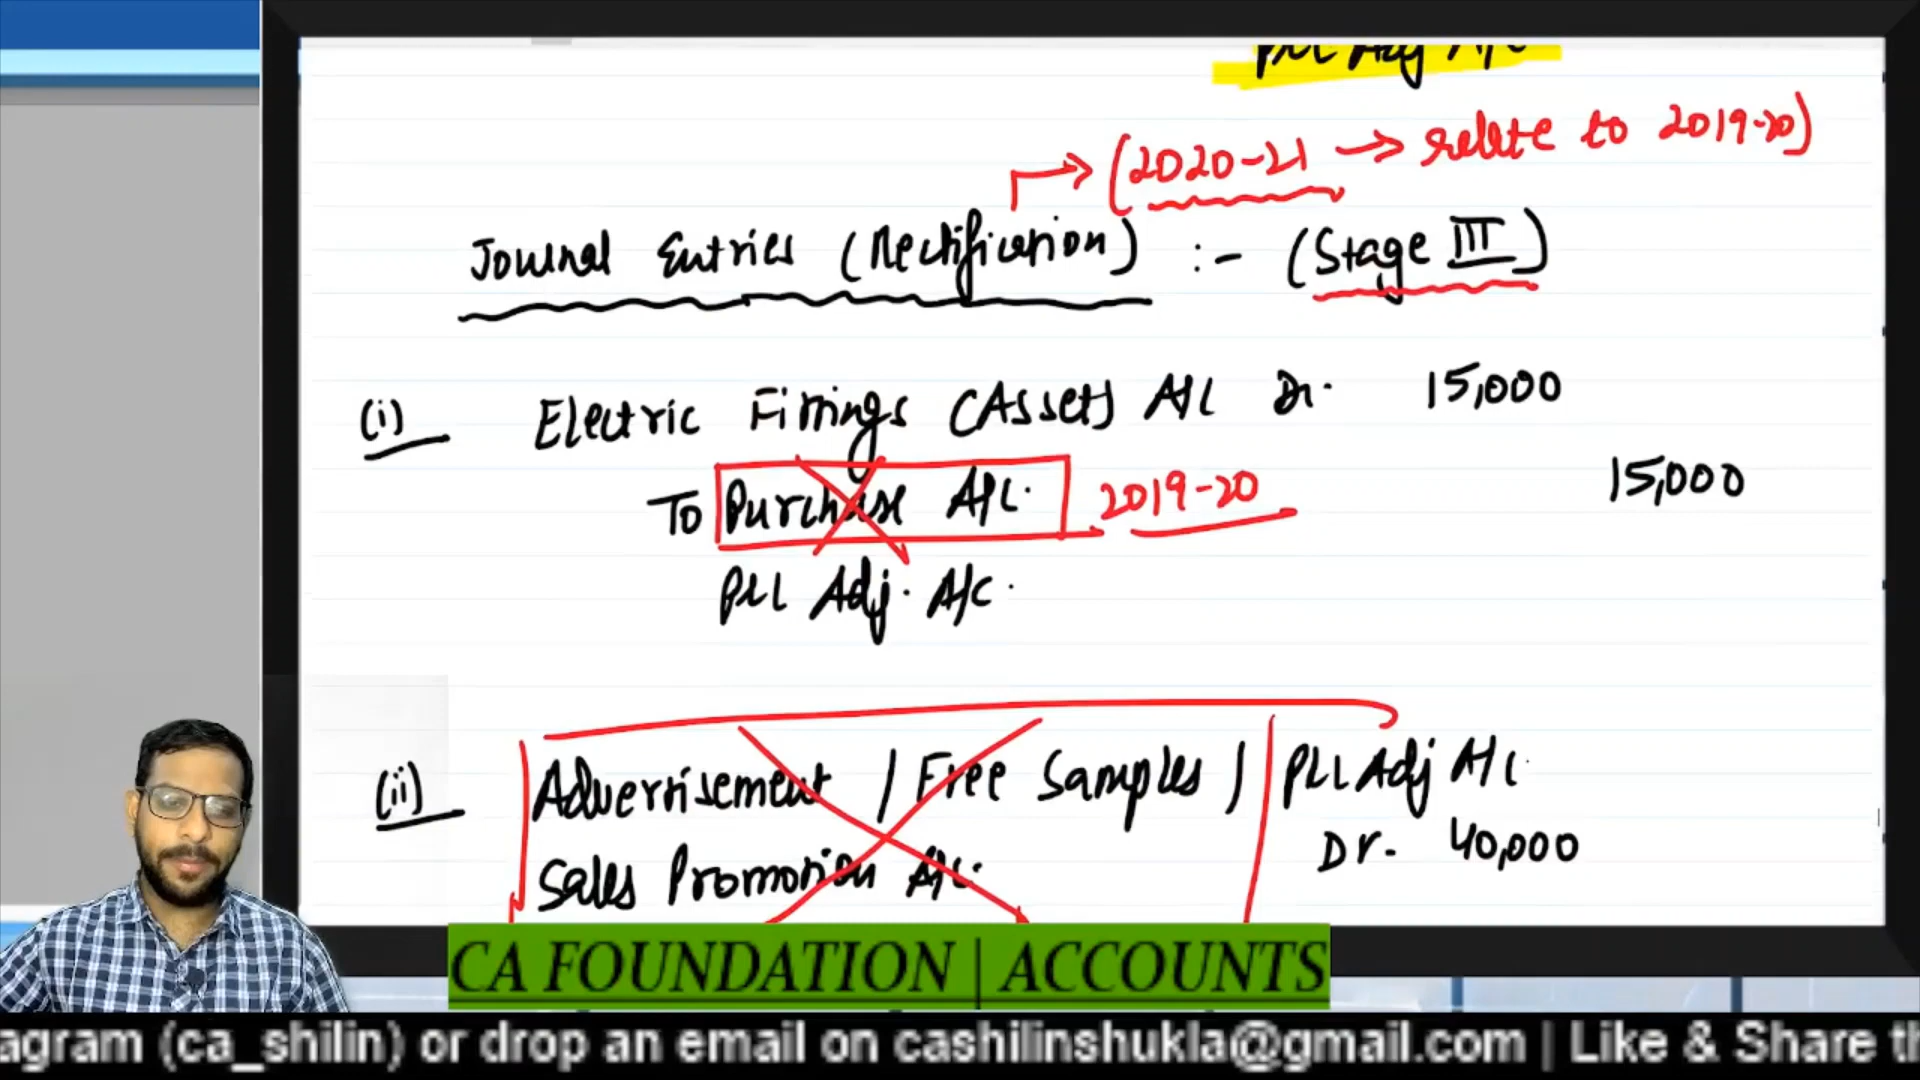 P&L Adj A/c
(2020-21 → relate to 2019-20)
Journal Entries (Rectification) :- (Stage III)
(i) Electric Fittings (Assets) A/c Dr. 15,000
To Purchase A/c. 2019-20 15,000
P&L Adj. A/c.
(ii) Advertisement / Free Samples / P&L Adj A/c.
Dr. 40,000
Sales Promotion A/c.
CA FOUNDATION | ACCOUNTS
agram (ca_shilin) or drop an email on cashilinshukla@gmail.com | Like & Share th